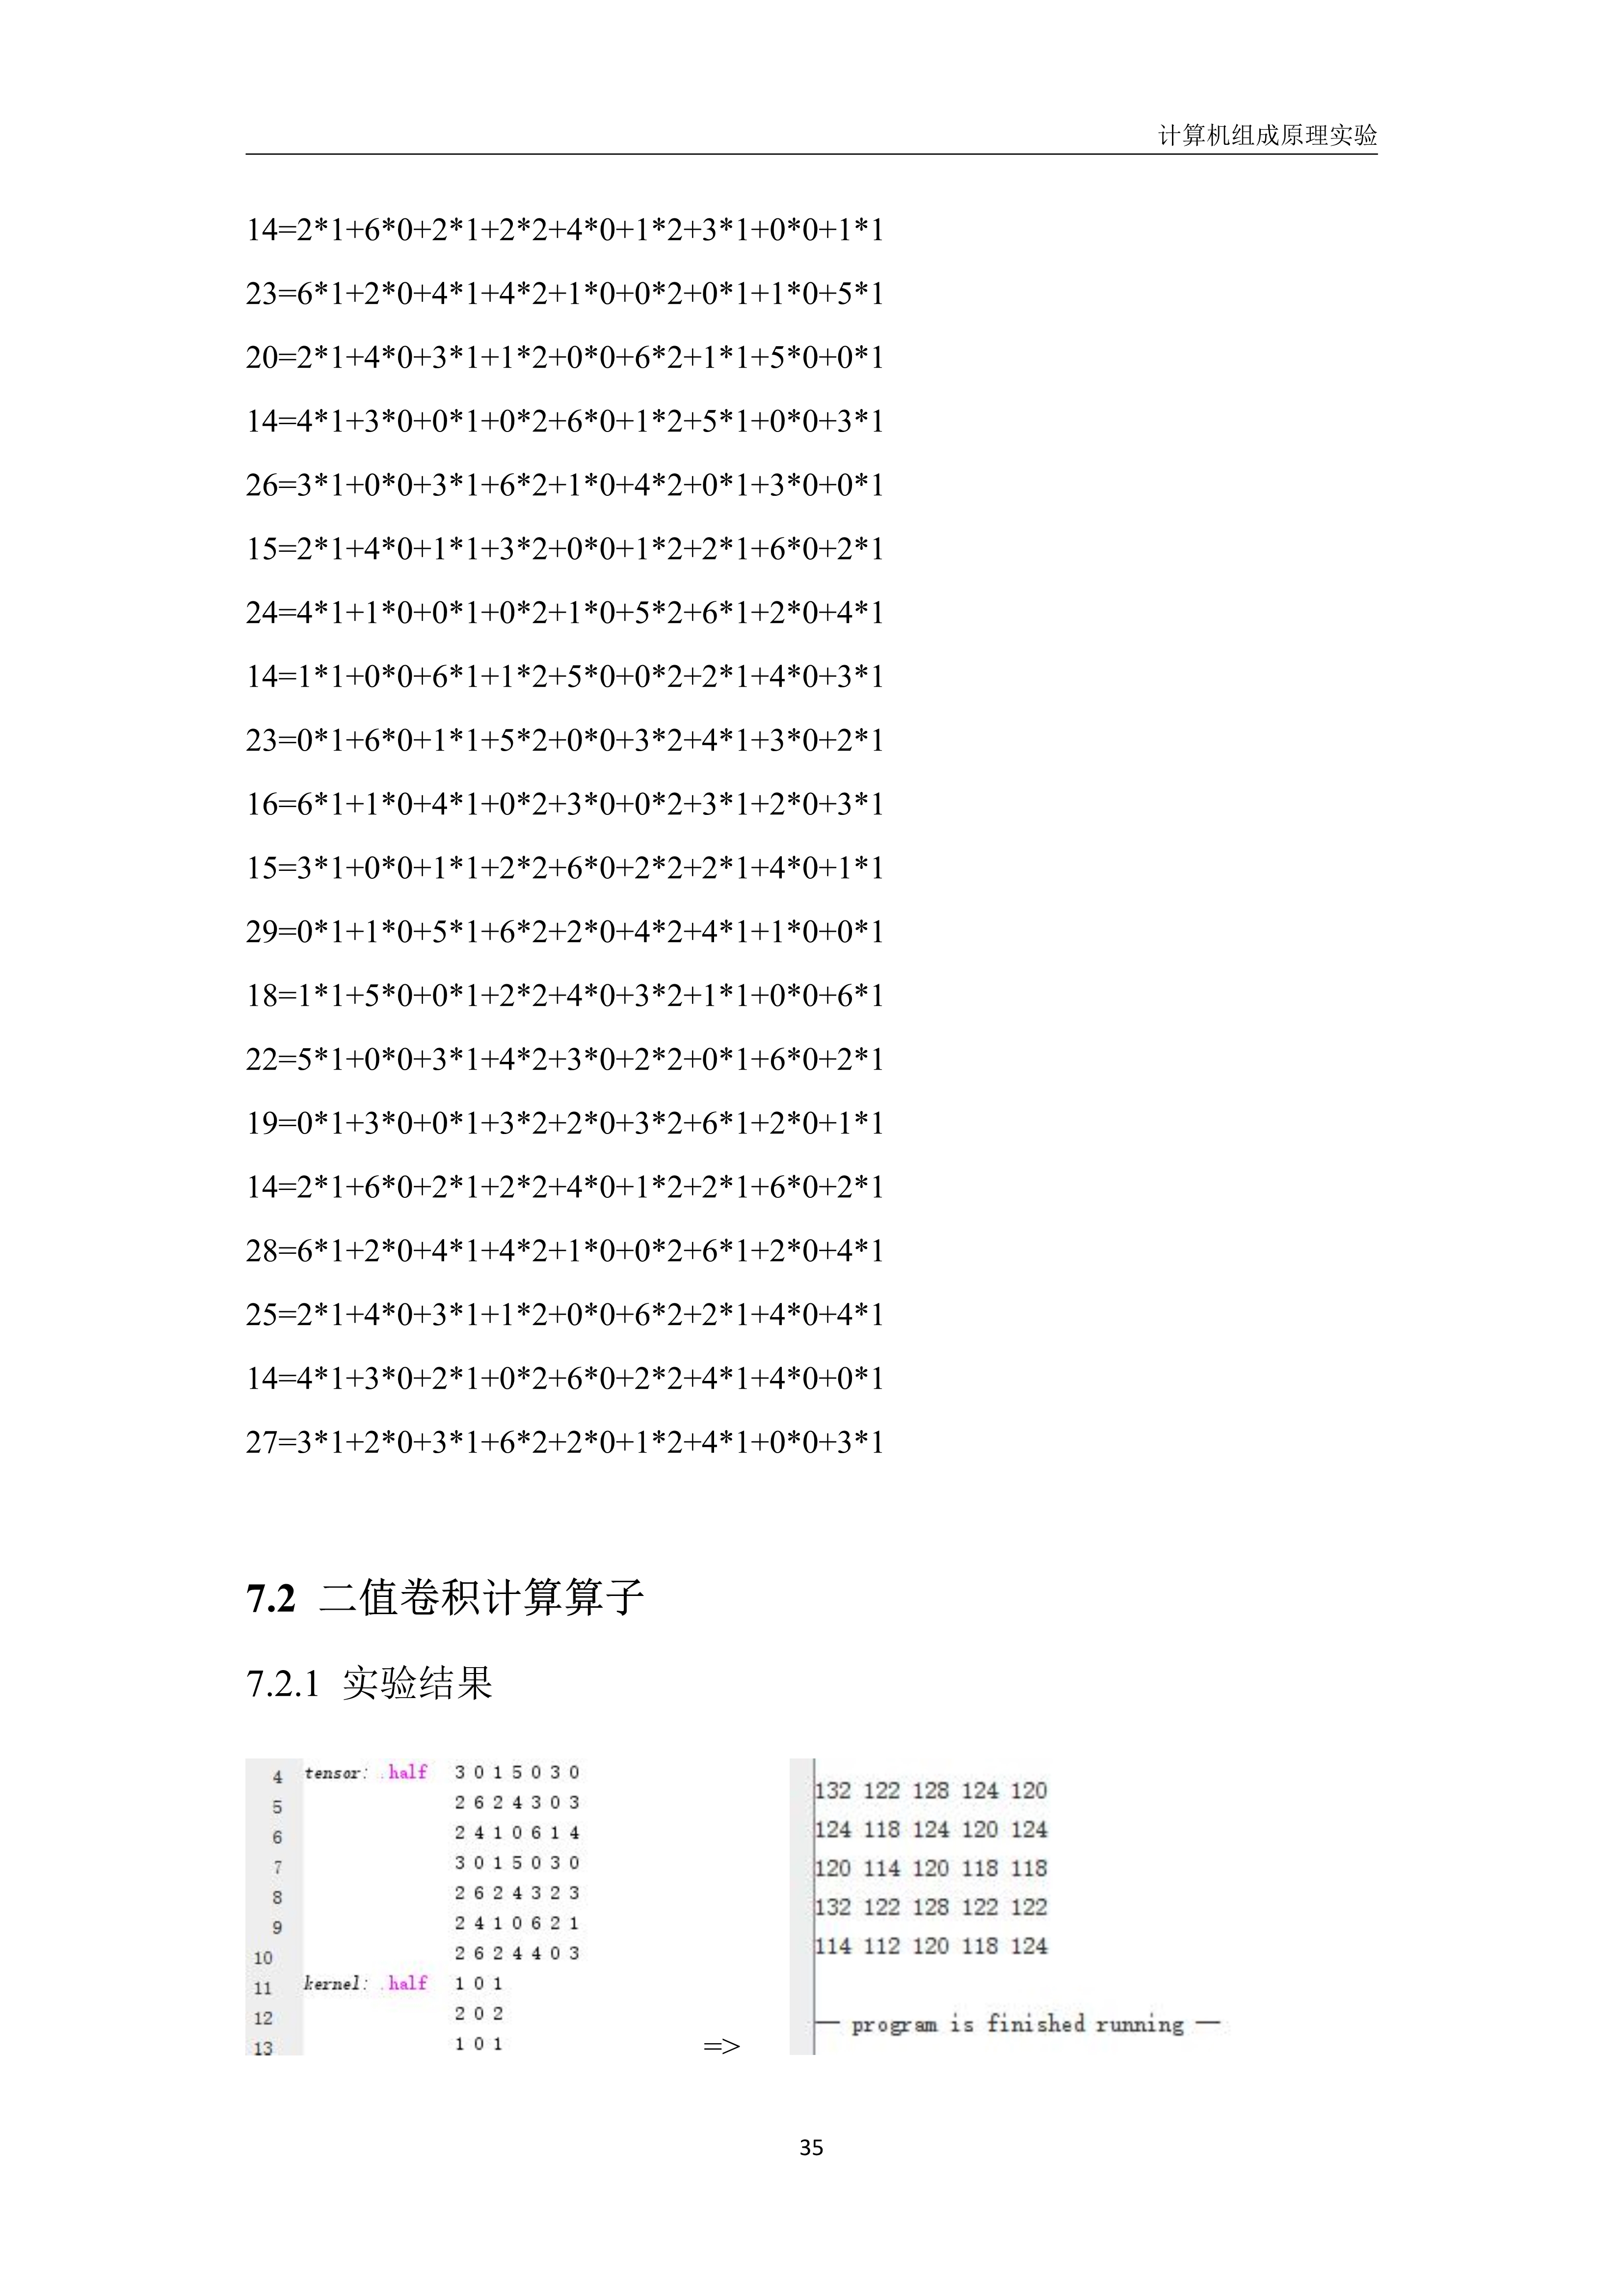 计算机组成原理实验
14=2*1+6*0+2*1+2*2+4*0+1*2+3*1+0*0+1*1
23=6*1+2*0+4*1+4*2+1*0+0*2+0*1+1*0+5*1
20=2*1+4*0+3*1+1*2+0*0+6*2+1*1+5*0+0*1
14=4*1+3*0+0*1+0*2+6*0+1*2+5*1+0*0+3*1
26=3*1+0*0+3*1+6*2+1*0+4*2+0*1+3*0+0*1
15=2*1+4*0+1*1+3*2+0*0+1*2+2*1+6*0+2*1
24=4*1+1*0+0*1+0*2+1*0+5*2+6*1+2*0+4*1
14=1*1+0*0+6*1+1*2+5*0+0*2+2*1+4*0+3*1
23=0*1+6*0+1*1+5*2+0*0+3*2+4*1+3*0+2*1
16=6*1+1*0+4*1+0*2+3*0+0*2+3*1+2*0+3*1
15=3*1+0*0+1*1+2*2+6*0+2*2+2*1+4*0+1*1
29=0*1+1*0+5*1+6*2+2*0+4*2+4*1+1*0+0*1
18=1*1+5*0+0*1+2*2+4*0+3*2+1*1+0*0+6*1
22=5*1+0*0+3*1+4*2+3*0+2*2+0*1+6*0+2*1
19=0*1+3*0+0*1+3*2+2*0+3*2+6*1+2*0+1*1
14=2*1+6*0+2*1+2*2+4*0+1*2+2*1+6*0+2*1
28=6*1+2*0+4*1+4*2+1*0+0*2+6*1+2*0+4*1
25=2*1+4*0+3*1+1*2+0*0+6*2+2*1+4*0+4*1
14=4*1+3*0+2*1+0*2+6*0+2*2+4*1+4*0+0*1
27=3*1+2*0+3*1+6*2+2*0+1*2+4*1+0*0+3*1
7.2 二值卷积计算算子
7.2.1 实验结果
4 tensor: .half 3 0 1 5 0 3 0
5 2 6 2 4 3 0 3
6 2 4 1 0 6 1 4
7 3 0 1 5 0 3 0
8 2 6 2 4 3 2 3
9 2 4 1 0 6 2 1
10 2 6 2 4 4 0 3
11 kernel: .half 1 0 1
12 2 0 2
13 1 0 1
=>
132 122 128 124 120
124 118 124 120 124
120 114 120 118 118
132 122 128 122 122
114 112 120 118 124
— program is finished running —
35